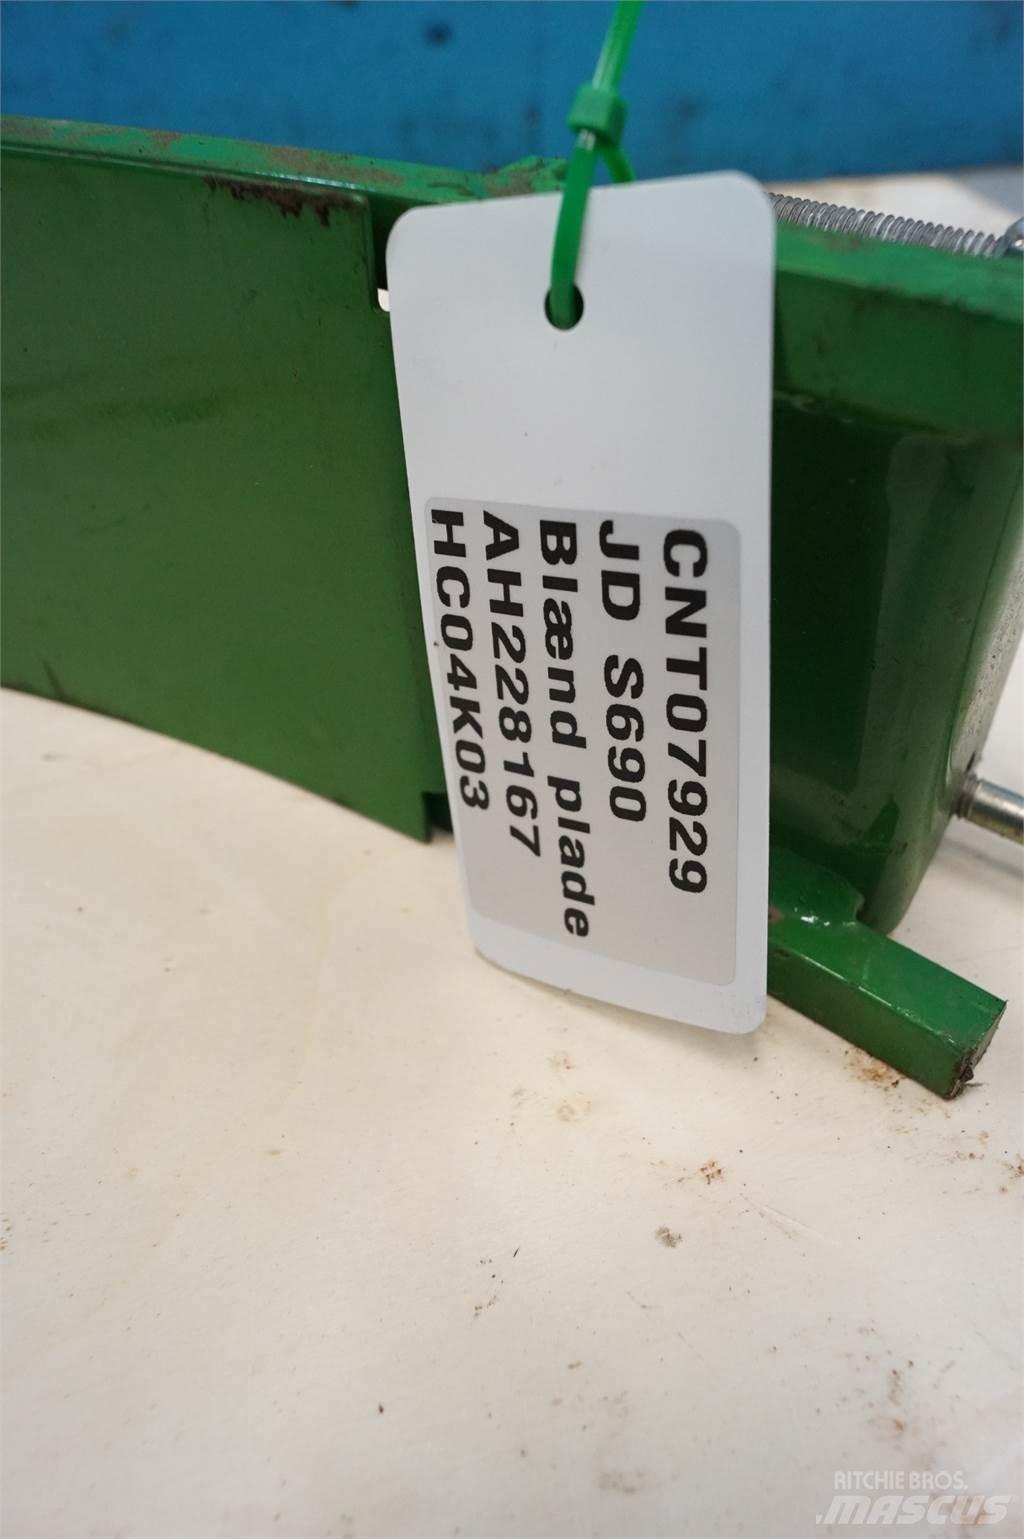 CNT07929
JD S690
Blænd plade
AH228167
HC04K03
RITCHIE BROS.
MASCUS